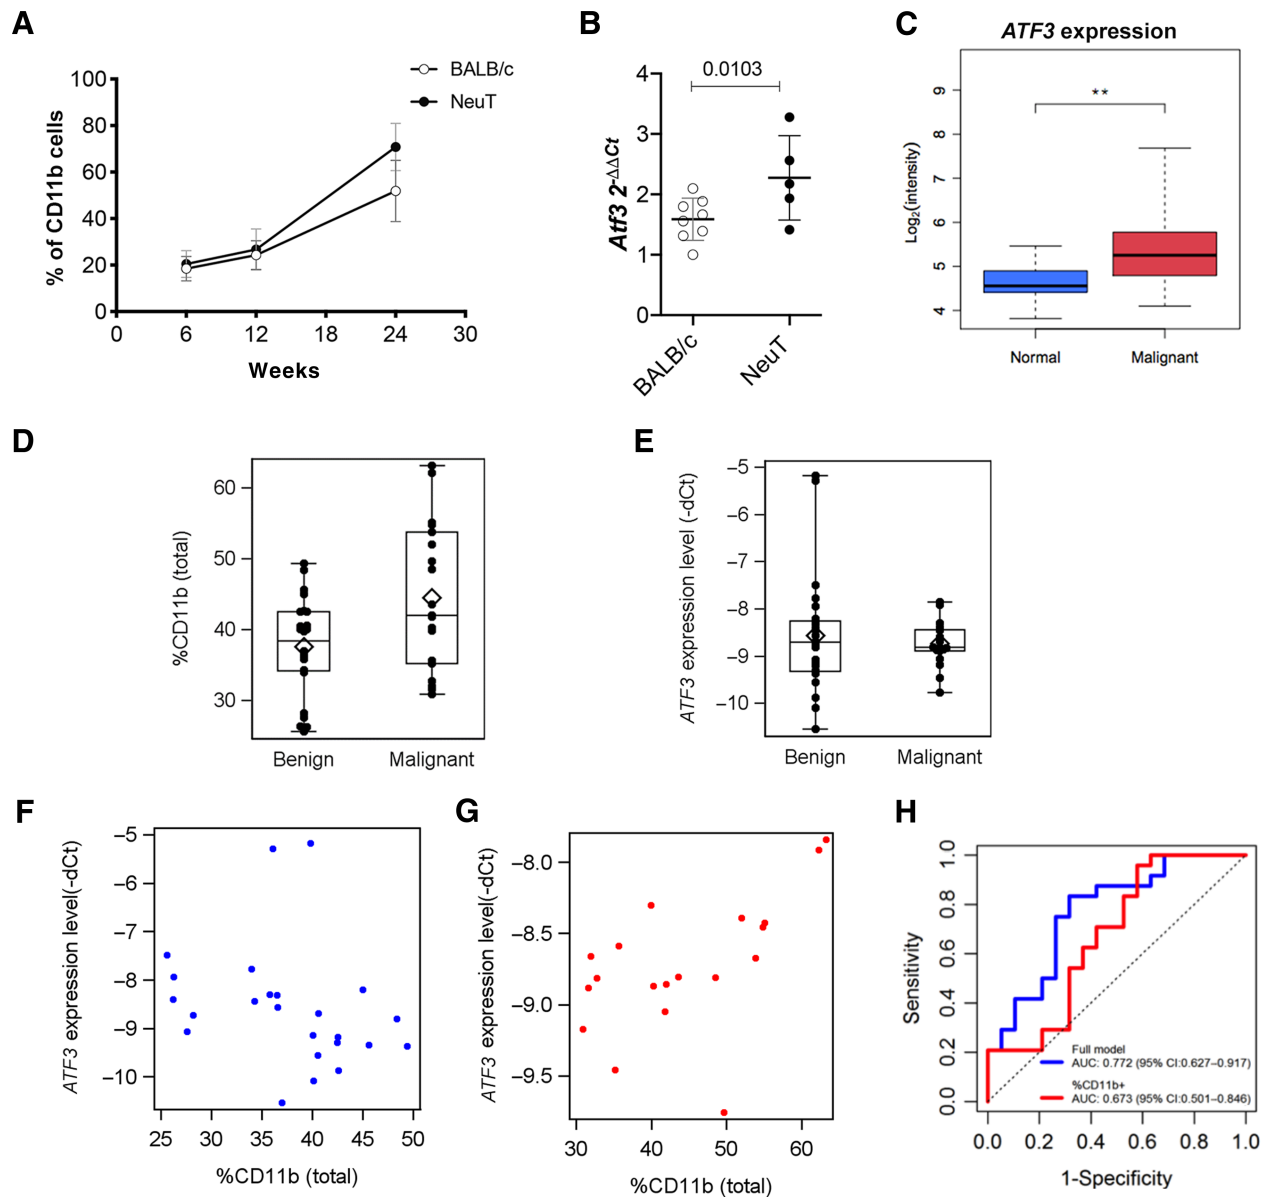 A
BALB/c
NeuT
% of CD11b cells
100
80
60
40
20
0
0 6 12 18 24 30
Weeks
B
0.0103
Atf3 2-ΔΔCt
4
3
2
1
0
BALB/c
NeuT
C
ATF3 expression
**
Log2(intensity)
9
8
7
6
5
4
Normal
Malignant
D
%CD11b (total)
60
50
40
30
Benign
Malignant
E
ATF3 expression level (-dCt)
−5
−6
−7
−8
−9
−10
Benign
Malignant
F
ATF3 expression level(-dCt)
−5
−6
−7
−8
−9
−10
25 30 35 40 45 50
%CD11b (total)
G
ATF3 expression level(-dCt)
−8.0
−8.5
−9.0
−9.5
30 40 50 60
%CD11b (total)
H
Sensitivity
1.0
0.8
0.6
0.4
0.2
0.0
Full model
AUC: 0.772 (95% CI:0.627−0.917)
%CD11b+
AUC: 0.673 (95% CI:0.501−0.846)
0.0 0.2 0.4 0.6 0.8 1.0
1-Specificity